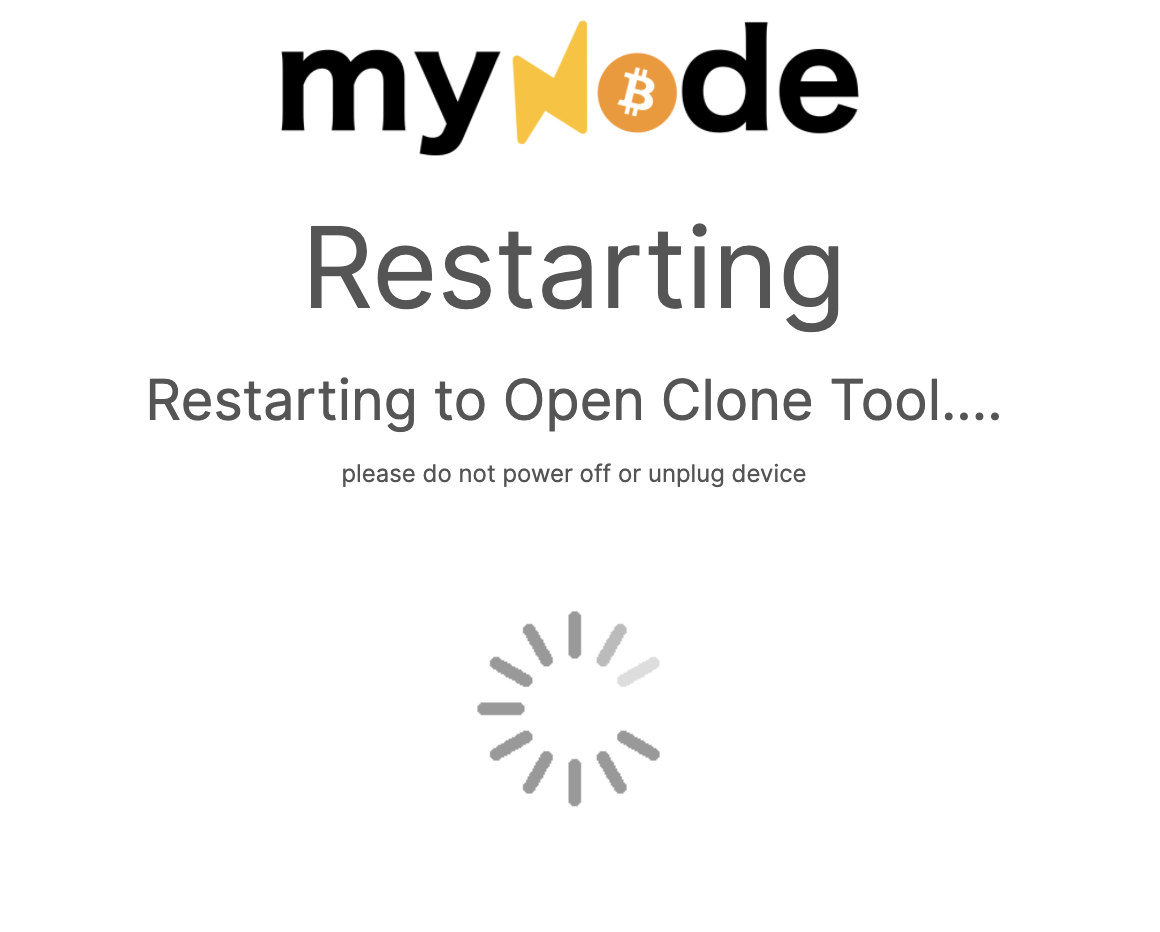 myNode
Restarting
Restarting to Open Clone Tool....
please do not power off or unplug device